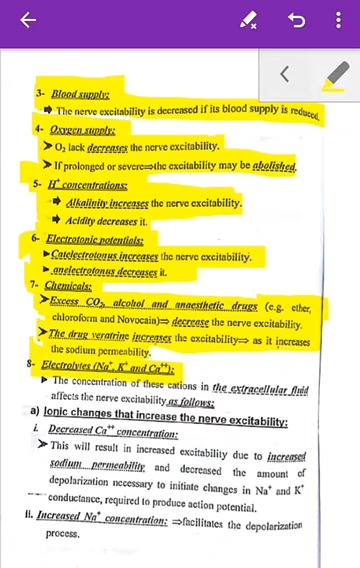 3- Blood supply:
➡ The nerve excitability is decreased if its blood supply is reduced.
4- Oxygen supply:
➤ O₂ lack decreases the nerve excitability.
➤ If prolonged or severe⇒the excitability may be abolished.
5- H⁺ concentrations:
➡ Alkalinity increases the nerve excitability.
➡ Acidity decreases it.
6- Electrotonic potentials:
➤ Catelectrotonus increases the nerve excitability.
➤ anelectrotonus decreases it.
7- Chemicals:
➤ Excess CO₂, alcohol and anaesthetic drugs (e.g. ether,
chloroform and Novocain)⇒ decrease the nerve excitability.
➤ The drug veratrine increases the excitability⇒ as it increases
the sodium permeability.
8- Electrolytes (Na⁺, K⁺ and Ca⁺⁺):
➤ The concentration of these cations in the extracellular fluid
affects the nerve excitability as follows:
a) Ionic changes that increase the nerve excitability:
i. Decreased Ca⁺⁺ concentration:
➤ This will result in increased excitability due to increased
sodium permeability and decreased the amount of
depolarization necessary to initiate changes in Na⁺ and K⁺
conductance, required to produce action potential.
ii. Increased Na⁺ concentration: ⇒facilitates the depolarization
process.